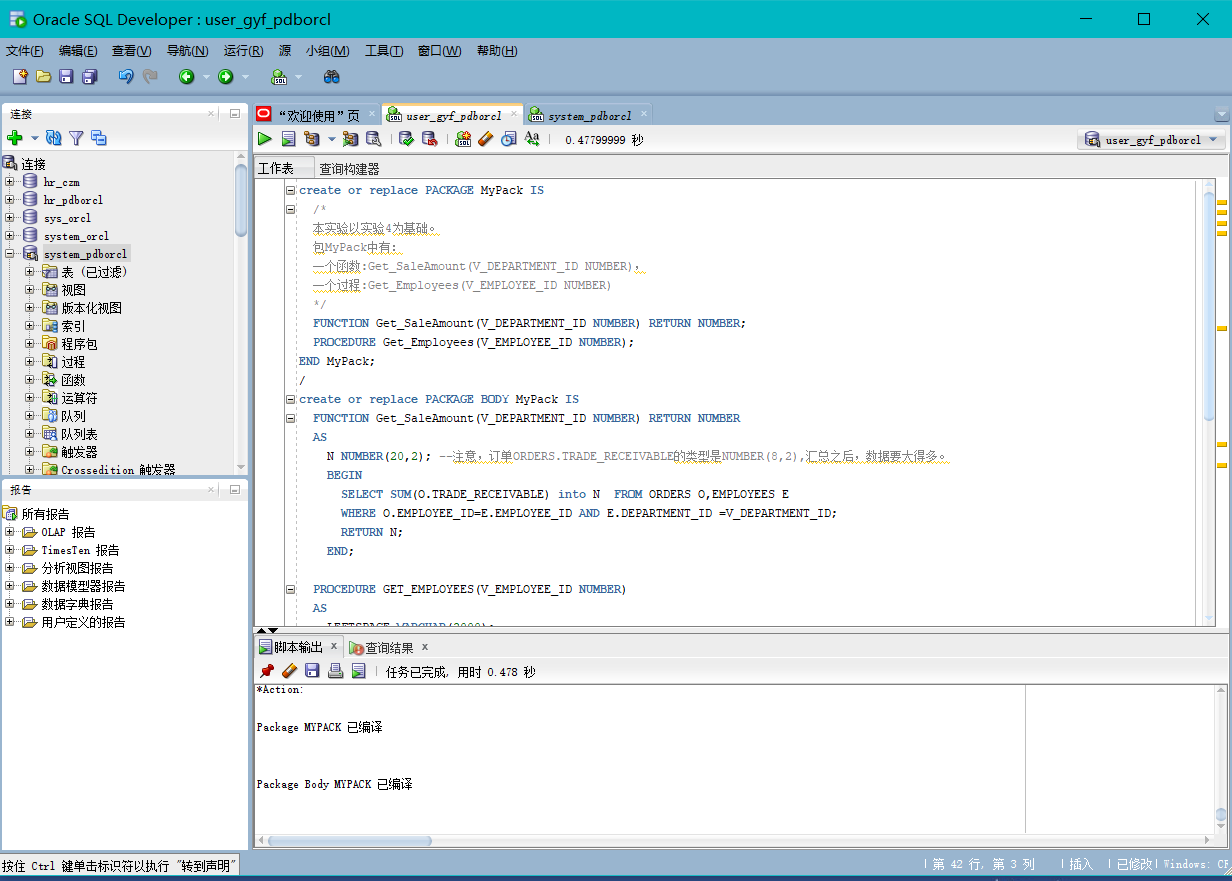 Oracle SQL Developer : user_gyf_pdborcl
文件(F) 编辑(E) 查看(V) 导航(N) 运行(R) 源 小组(M) 工具(T) 窗口(W) 帮助(H)
连接
连接
hr_czm
hr_pdborcl
sys_orcl
system_orcl
system_pdborcl
表 (已过滤)
视图
版本化视图
索引
程序包
过程
函数
运算符
队列
队列表
触发器
Crossedition 触发器
报告
所有报告
OLAP 报告
TimesTen 报告
分析视图报告
数据模型器报告
数据字典报告
用户定义的报告
“欢迎使用”页 user_gyf_pdborcl system_pdborcl
0.47799999 秒 user_gyf_pdborcl
工作表 查询构建器
create or replace PACKAGE MyPack IS
/*
本实验以实验4为基础。
包MyPack中有：
一个函数:Get_SaleAmount(V_DEPARTMENT_ID NUMBER)，
一个过程:Get_Employees(V_EMPLOYEE_ID NUMBER)
*/
FUNCTION Get_SaleAmount(V_DEPARTMENT_ID NUMBER) RETURN NUMBER;
PROCEDURE Get_Employees(V_EMPLOYEE_ID NUMBER);
END MyPack;
/
create or replace PACKAGE BODY MyPack IS
FUNCTION Get_SaleAmount(V_DEPARTMENT_ID NUMBER) RETURN NUMBER
AS
N NUMBER(20,2); --注意，订单ORDERS.TRADE_RECEIVABLE的类型是NUMBER(8,2),汇总之后，数据要大得多。
BEGIN
SELECT SUM(O.TRADE_RECEIVABLE) into N  FROM ORDERS O,EMPLOYEES E
WHERE O.EMPLOYEE_ID=E.EMPLOYEE_ID AND E.DEPARTMENT_ID =V_DEPARTMENT_ID;
RETURN N;
END;
PROCEDURE GET_EMPLOYEES(V_EMPLOYEE_ID NUMBER)
AS
LEFTSPACE VARCHAR(2000);
脚本输出 x 查询结果 x
任务已完成, 用时 0.478 秒
*Action:
Package MYPACK 已编译
Package Body MYPACK 已编译
按住 Ctrl 键单击标识符以执行 "转到声明"
第 42 行, 第 3 列 插入 已修改 Windows: CF